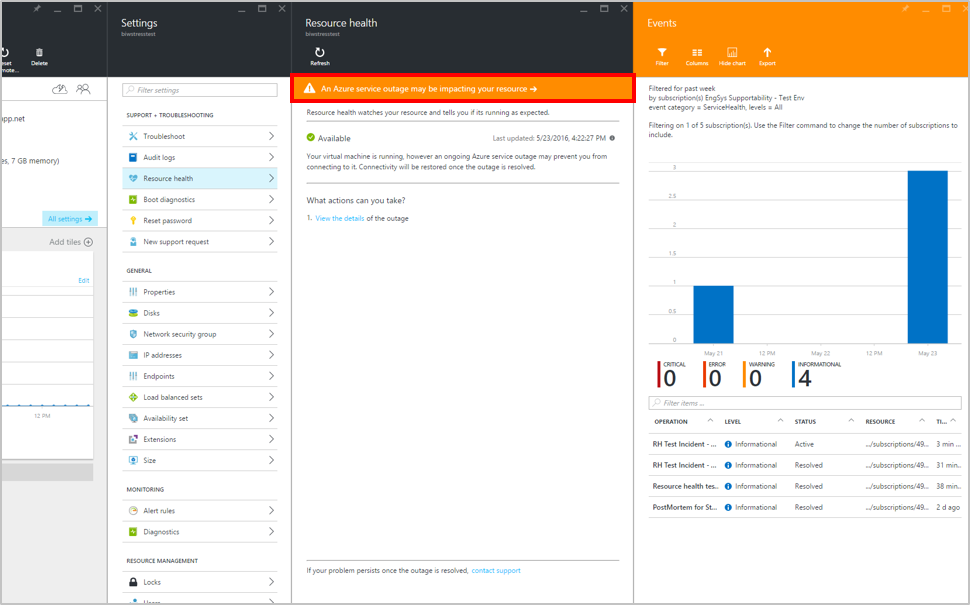 Delete
app.net
es, 7 GB memory)
All settings →
Add tiles
Edit
12 PM
Settings
biwstresstest
Filter settings
SUPPORT + TROUBLESHOOTING
Troubleshoot
Audit logs
Resource health
Boot diagnostics
Reset password
New support request
GENERAL
Properties
Disks
Network security group
IP addresses
Endpoints
Load balanced sets
Availability set
Extensions
Size
MONITORING
Alert rules
Diagnostics
RESOURCE MANAGEMENT
Locks
Users
Resource health
biwstresstest
Refresh
An Azure service outage may be impacting your resource →
Resource health watches your resource and tells you if its running as expected.
Available Last updated: 5/23/2016, 4:22:27 PM
Your virtual machine is running, however an ongoing Azure service outage may prevent you from
connecting to it. Connectivity will be restored once the outage is resolved.
What actions can you take?
1. View the details of the outage
If your problem persists once the outage is resolved, contact support
Events
Filter Columns Hide chart Export
Filtered for past week
by subscription(s) EngSys Supportability - Test Env
event category = ServiceHealth, levels = All
Filtering on 1 of 5 subscription(s). Use the Filter command to change the number of subscriptions to
include.
3
2.5
2
1.5
1
0.5
0
May 21 12 PM May 22 12 PM May 23
CRITICAL ERROR WARNING INFORMATIONAL
0 0 0 4
Filter items ...
OPERATION LEVEL STATUS RESOURCE TI...
RH Test Incident - ... Informational Active .../subscriptions/49... 3 min ...
RH Test Incident - ... Informational Resolved .../subscriptions/49... 31 min...
Resource health tes... Informational Resolved .../subscriptions/49... 38 min...
PostMortem for St... Informational Resolved .../subscriptions/49... 2 d ago